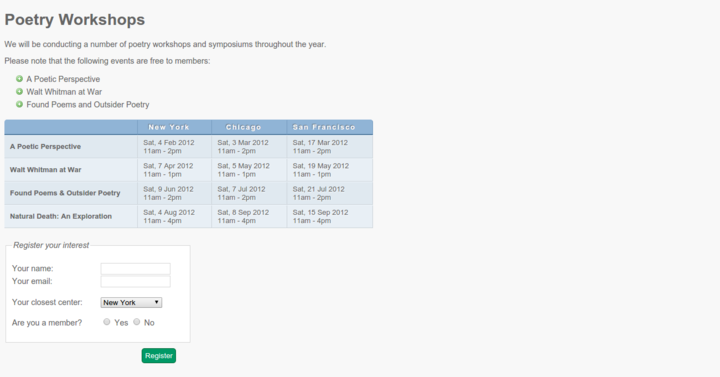 Poetry Workshops
We will be conducting a number of poetry workshops and symposiums throughout the year.
Please note that the following events are free to members:
A Poetic Perspective
Walt Whitman at War
Found Poems and Outsider Poetry
New York Chicago San Francisco
A Poetic Perspective
Sat, 4 Feb 2012
11am - 2pm
Sat, 3 Mar 2012
11am - 2pm
Sat, 17 Mar 2012
11am - 2pm
Walt Whitman at War
Sat, 7 Apr 2012
11am - 1pm
Sat, 5 May 2012
11am - 1pm
Sat, 19 May 2012
11am - 1pm
Found Poems & Outsider Poetry
Sat, 9 Jun 2012
11am - 2pm
Sat, 7 Jul 2012
11am - 2pm
Sat, 21 Jul 2012
11am - 2pm
Natural Death: An Exploration
Sat, 4 Aug 2012
11am - 4pm
Sat, 8 Sep 2012
11am - 4pm
Sat, 15 Sep 2012
11am - 4pm
Register your interest
Your name:
Your email:
Your closest center: New York
Are you a member? Yes No
Register